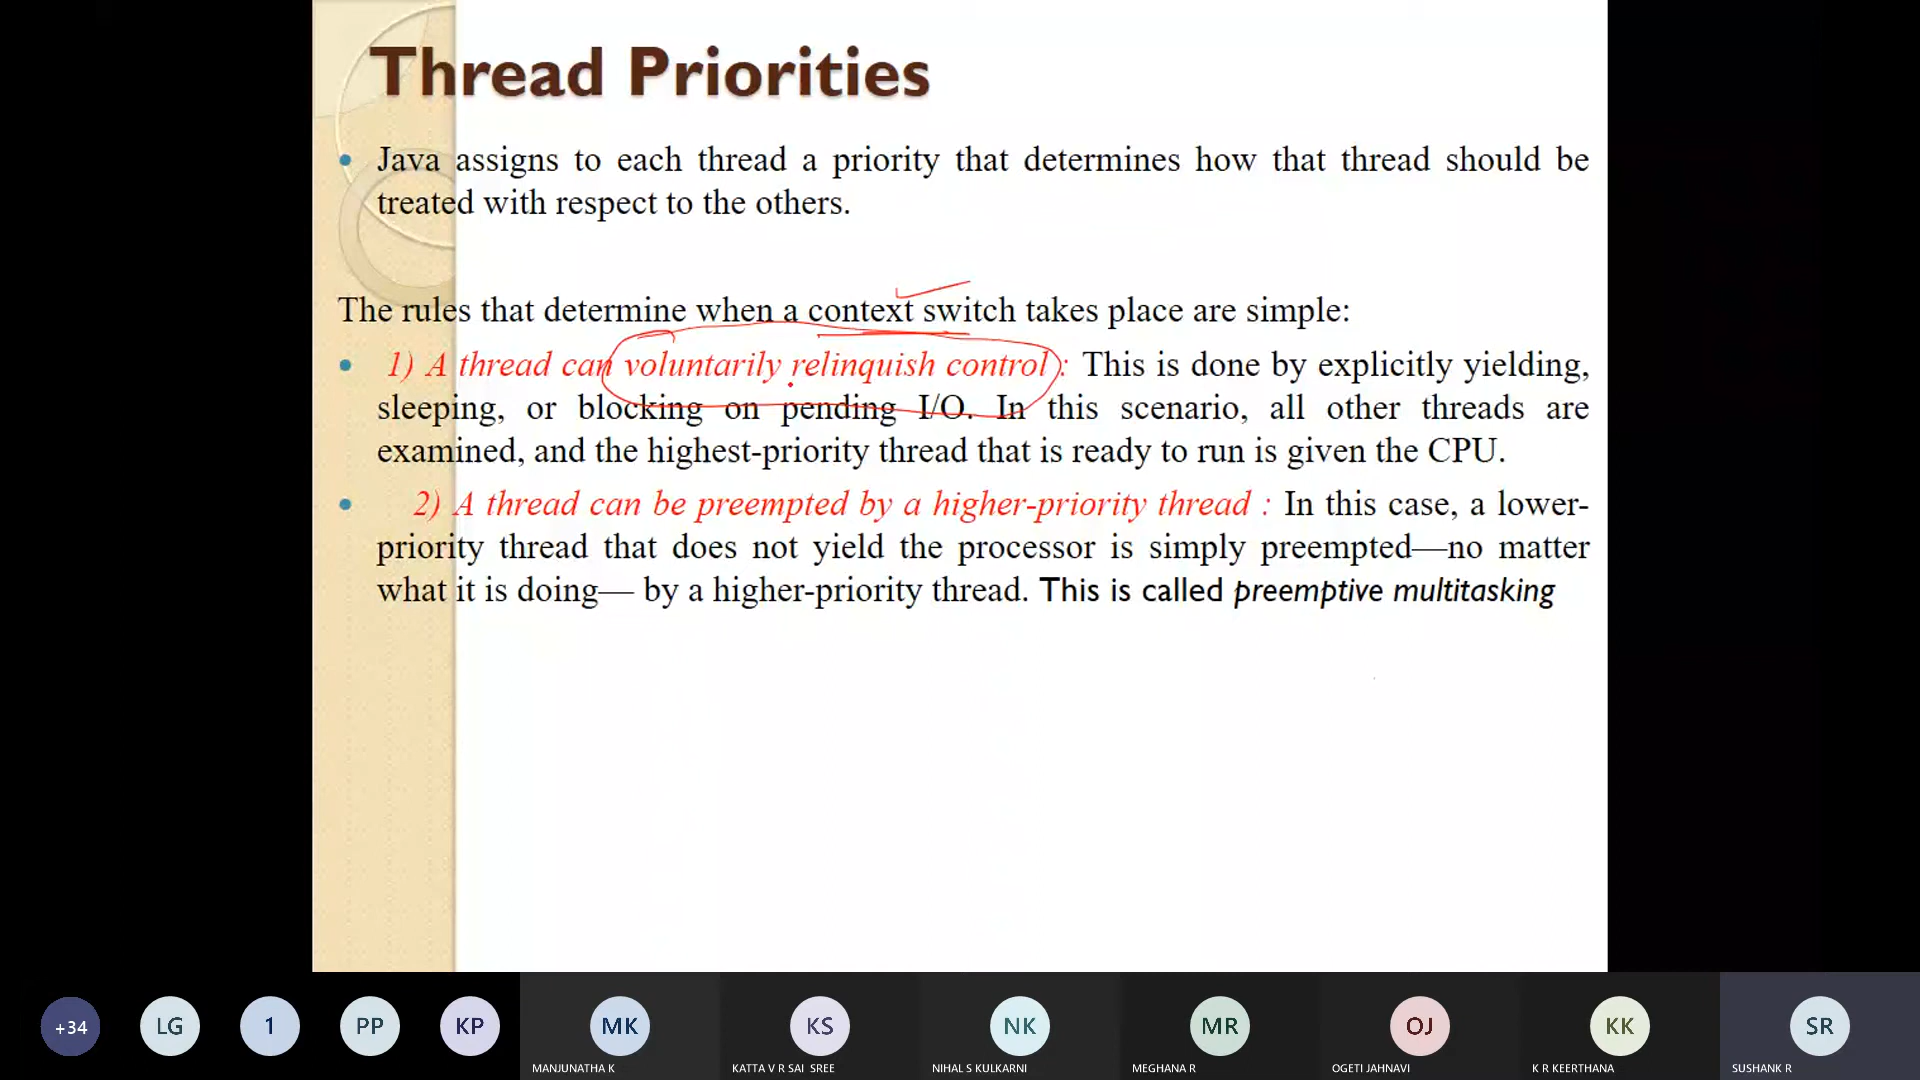 Thread Priorities
• Java assigns to each thread a priority that determines how that thread should be
treated with respect to the others.
The rules that determine when a context switch takes place are simple:
• 1) A thread can voluntarily relinquish control : This is done by explicitly yielding,
sleeping, or blocking on pending I/O. In this scenario, all other threads are
examined, and the highest-priority thread that is ready to run is given the CPU.
• 2) A thread can be preempted by a higher-priority thread : In this case, a lower-
priority thread that does not yield the processor is simply preempted—no matter
what it is doing— by a higher-priority thread. This is called preemptive multitasking
+34 LG 1 PP KP MK KS NK MR OJ KK SR
MANJUNATHA K KATTA V R SAI SREE NIHAL S KULKARNI MEGHANA R OGETI JAHNAVI K R KEERTHANA SUSHANK R